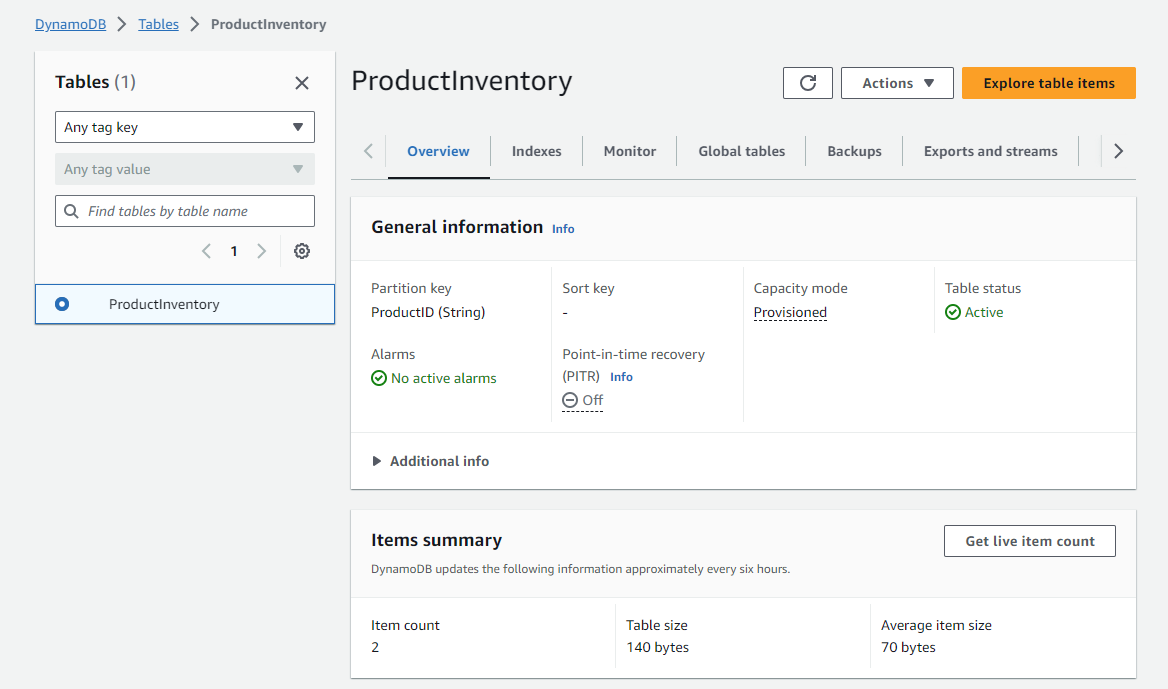 DynamoDB > Tables > ProductInventory
Tables (1)
Any tag key
Any tag value
Find tables by table name
1
ProductInventory
ProductInventory
Actions
Explore table items
Overview
Indexes
Monitor
Global tables
Backups
Exports and streams
General information Info
Partition key
ProductID (String)
Sort key
-
Capacity mode
Provisioned
Table status
Active
Alarms
No active alarms
Point-in-time recovery
(PITR) Info
Off
Additional info
Items summary
Get live item count
DynamoDB updates the following information approximately every six hours.
Item count
2
Table size
140 bytes
Average item size
70 bytes